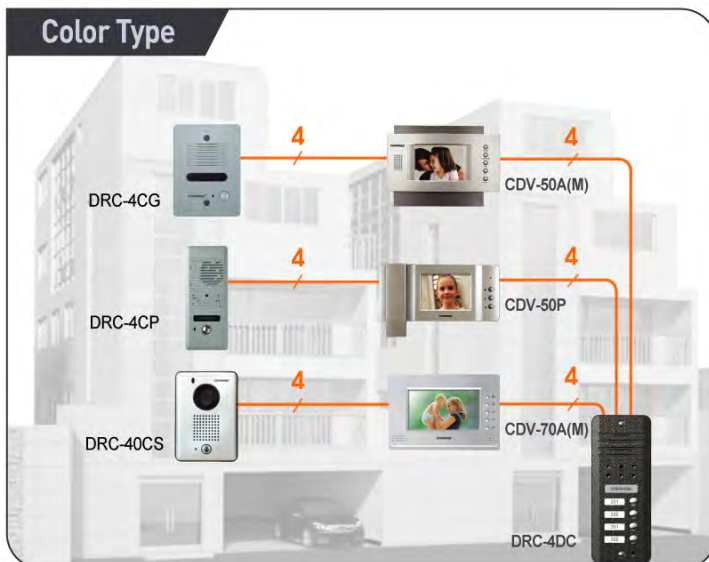 Color Type
4
4
DRC-4CG
CDV-50A(M)
4
4
DRC-4CP
CDV-50P
4
4
DRC-40CS
CDV-70A(M)
DRC-4DC